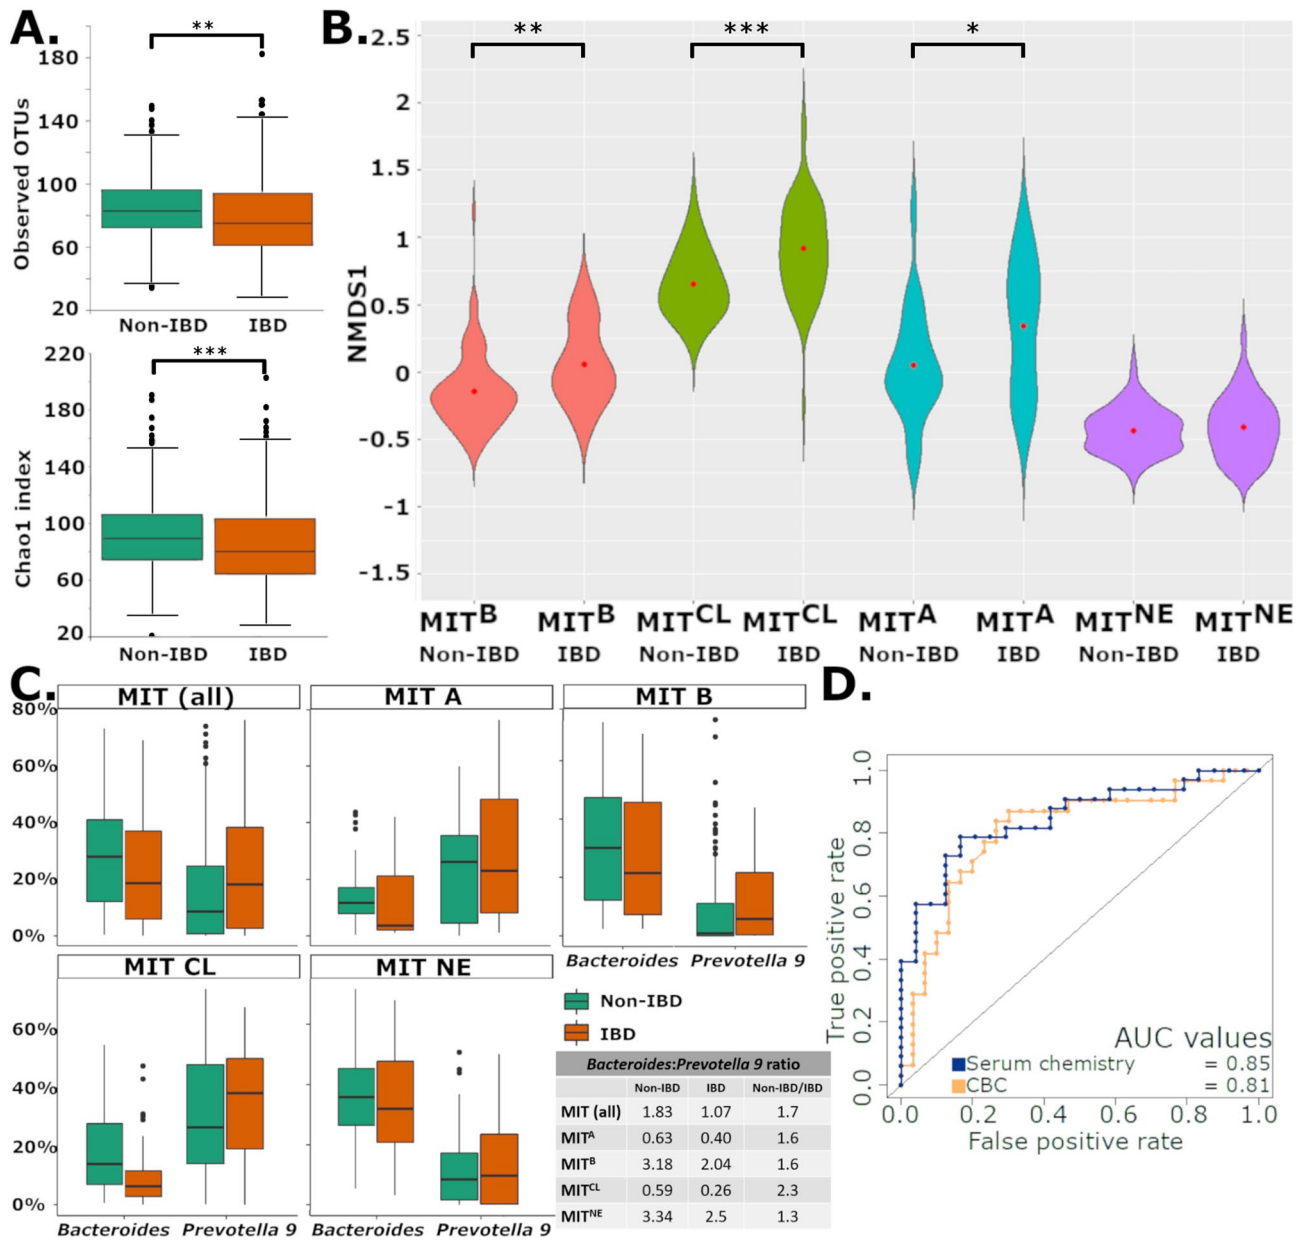 A.
**
Observed OTUs
180
140
100
60
20
Non-IBD IBD
***
Chao1 index
220
180
140
100
60
20
Non-IBD IBD
B.
** *** *
NMDS1
2.5
2
1.5
1
0.5
0
-0.5
-1
-1.5
MITB MITB MITCL MITCL MITA MITA MITNE MITNE
Non-IBD IBD Non-IBD IBD Non-IBD IBD Non-IBD IBD
C.
MIT (all) MIT A MIT B
80%
60%
40%
20%
0%
Bacteroides Prevotella 9
MIT CL MIT NE
60%
40%
20%
0%
Bacteroides Prevotella 9 Bacteroides Prevotella 9
Non-IBD
IBD
Bacteroides:Prevotella 9 ratio
Non-IBD IBD Non-IBD/IBD
MIT (all) 1.83 1.07 1.7
MITA 0.63 0.40 1.6
MITB 3.18 2.04 1.6
MITCL 0.59 0.26 2.3
MITNE 3.34 2.5 1.3
D.
True positive rate
1.0
0.8
0.6
0.4
0.2
0.0
AUC values
Serum chemistry = 0.85
CBC = 0.81
0.0 0.2 0.4 0.6 0.8 1.0
False positive rate